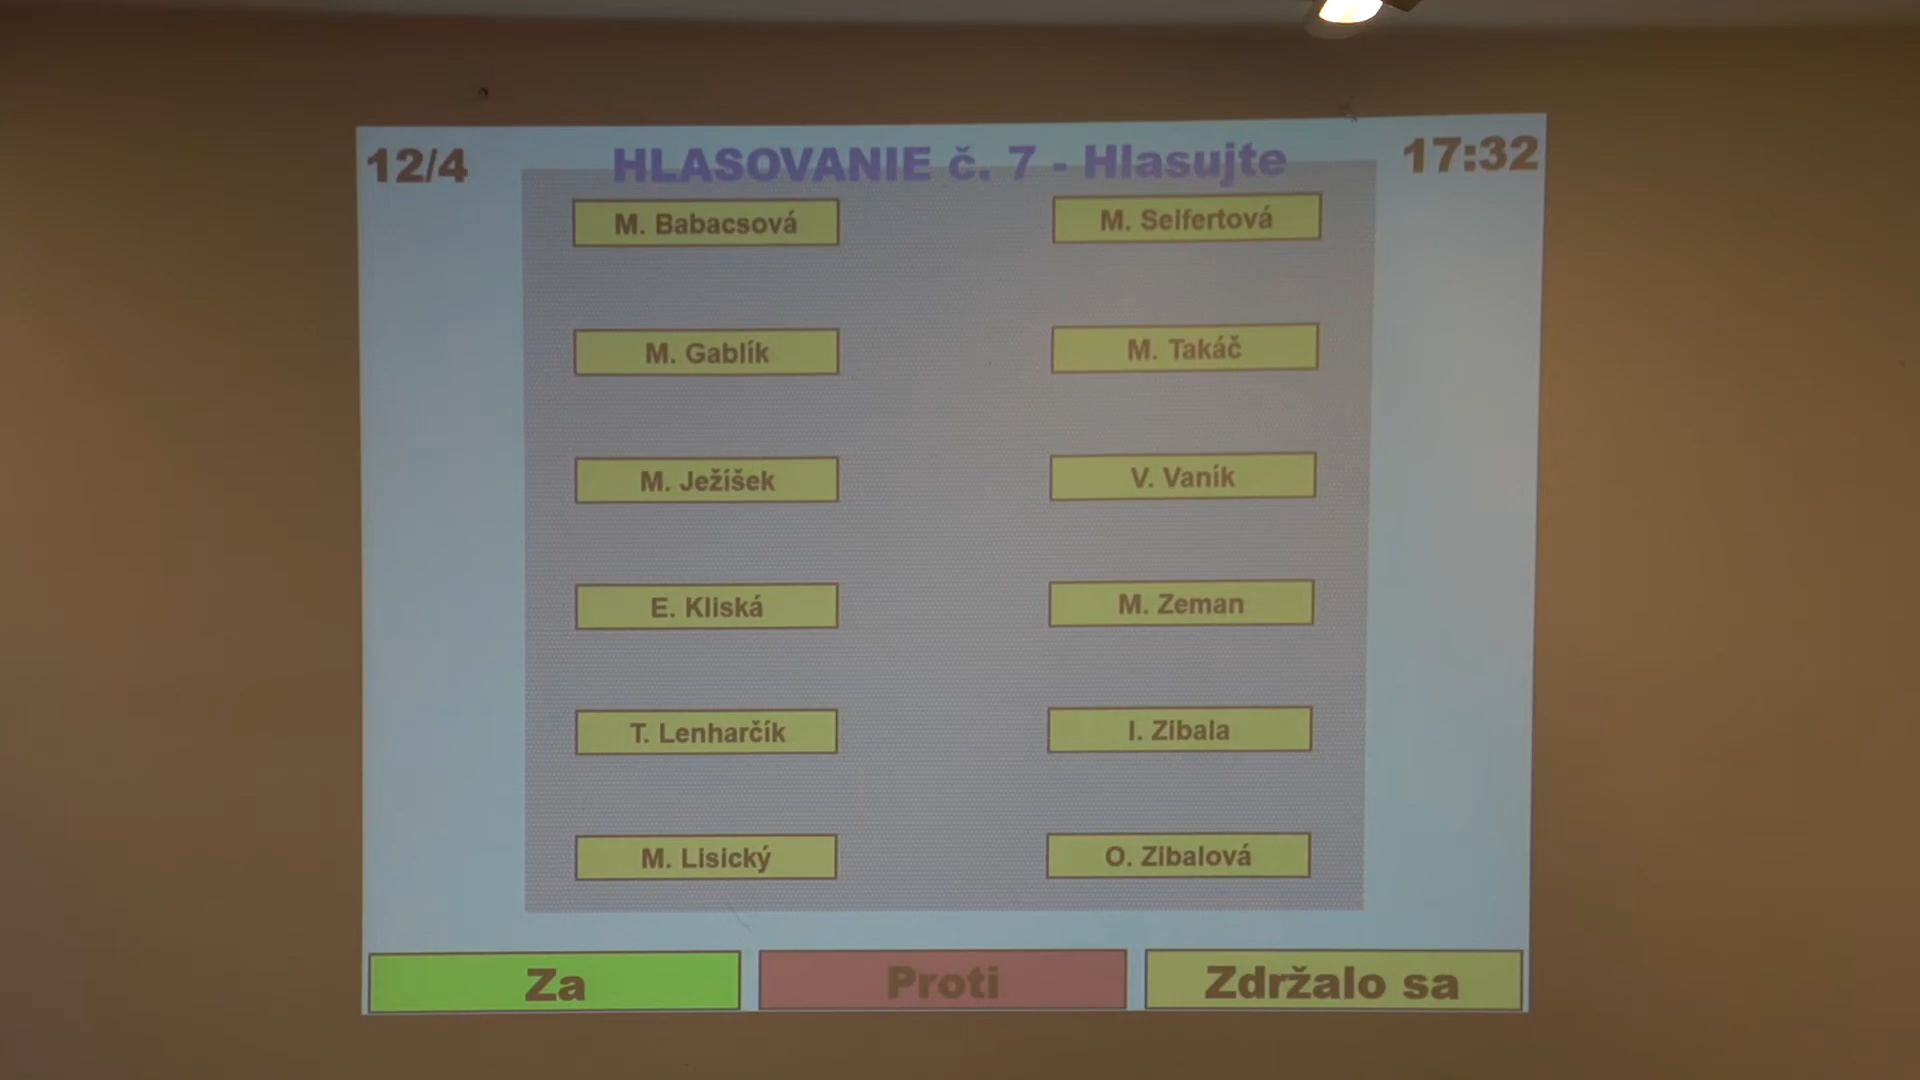 12/4 HLASOVANIE č. 7 - Hlasujte 17:32
M. Babacsová M. Seifertová
M. Gablík M. Takáč
M. Ježíšek V. Vaník
E. Kliská M. Zeman
T. Lenharčík I. Zibala
M. Lisický O. Zibalová
Za Proti Zdržalo sa